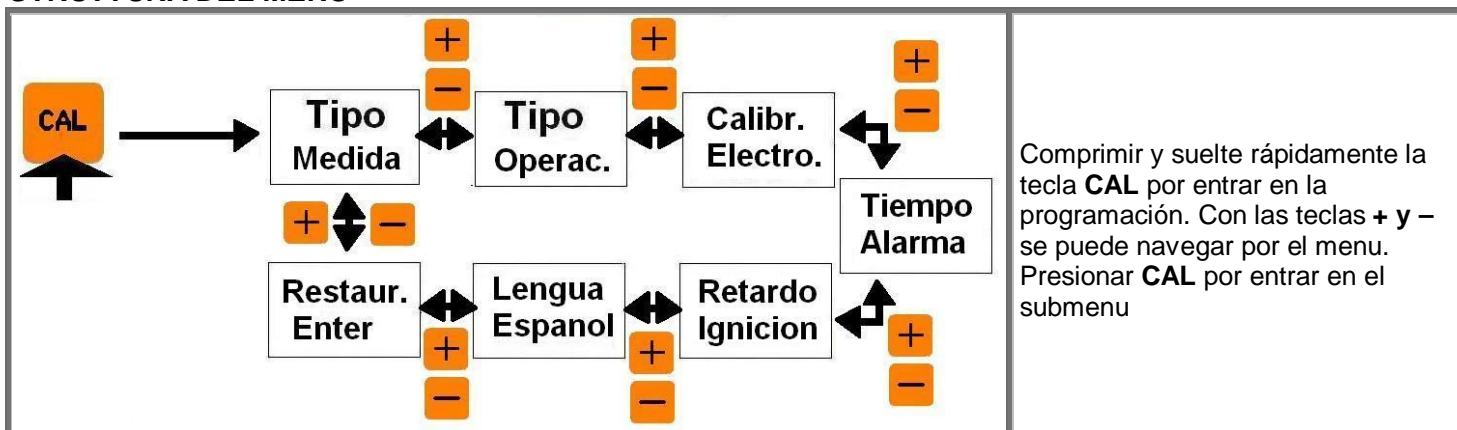 DEL MENU
+
−
+
−
+
−
CAL
Tipo
Medida
Tipo
Operac.
Calibr.
Electro.
+
−
Tiempo
Alarma
Restaur.
Enter
Lengua
Espanol
Retardo
Ignicion
+
−
+
−
+
−
Comprimir y suelte rápidamente la
tecla CAL por entrar en la
programación. Con las teclas + y –
se puede navegar por el menu.
Presionar CAL por entrar en el
submenu